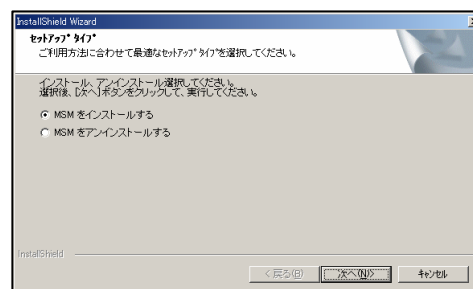 InstallShield Wizard
セットアップ タイプ
ご利用方法に合わせて最適なセットアップ タイプを選択してください。
インストール、アンインストール選択してください。
選択後、[次へ]ボタンをクリックして、実行してください。
MSM をインストールする
MSM をアンインストールする
InstallShield
< 戻る(B)
次へ(N)>
キャンセル